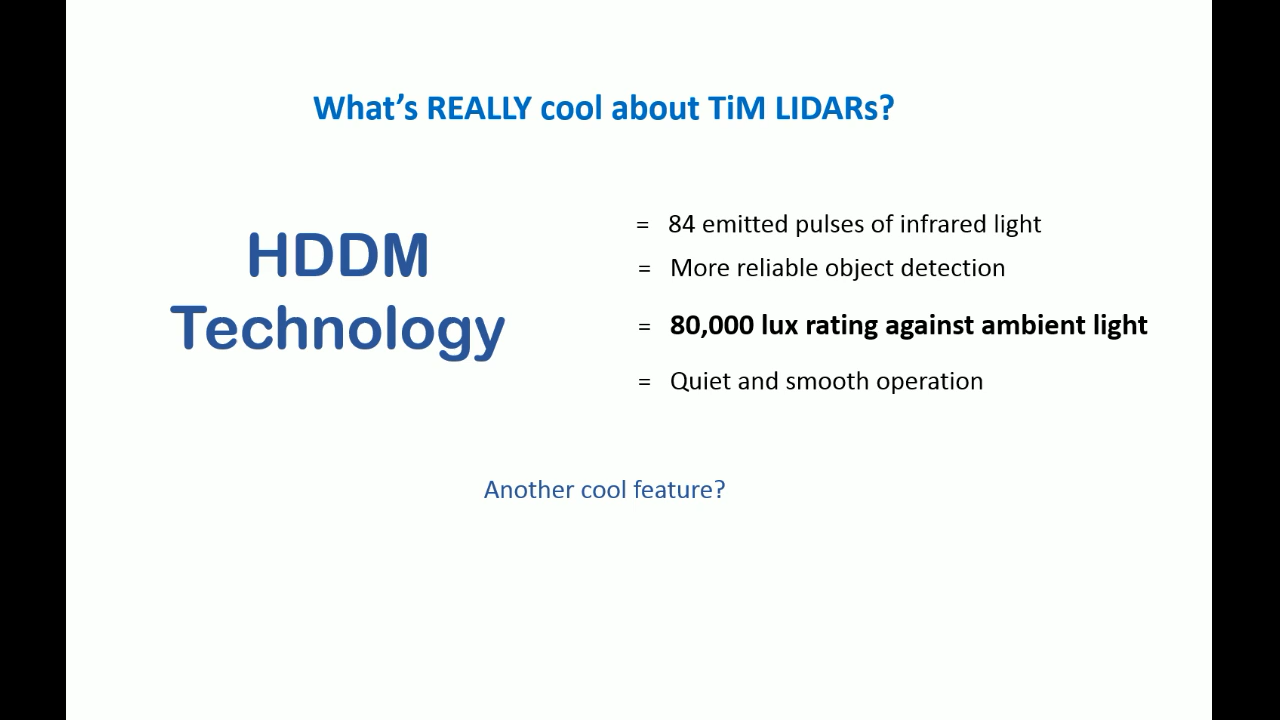 What's REALLY cool about TiM LIDARs?
HDDM
Technology
= 84 emitted pulses of infrared light
= More reliable object detection
= 80,000 lux rating against ambient light
= Quiet and smooth operation
Another cool feature?